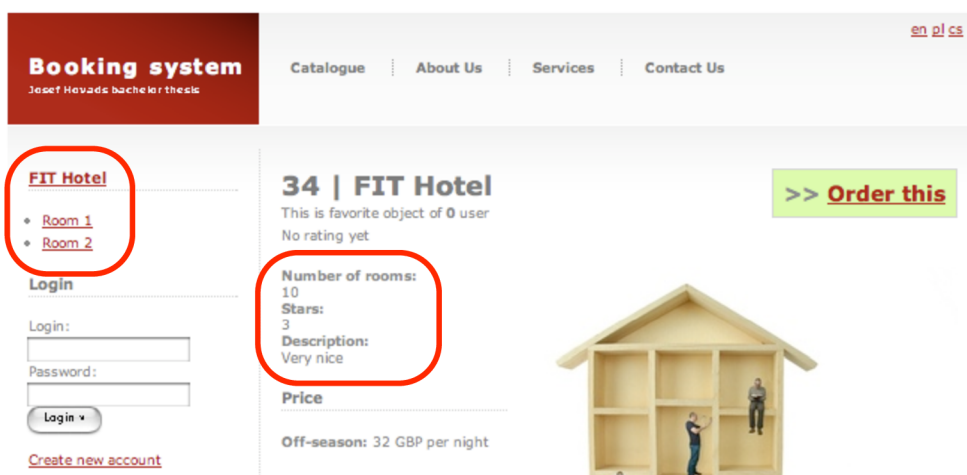 en pl cs
Booking system
Josef Hovads bachelor thesis
Catalogue
About Us
Services
Contact Us
FIT Hotel
Room 1
Room 2
Login
Login:
Password:
Login
Create new account
34 | FIT Hotel
This is favorite object of 0 user
No rating yet
>> Order this
Number of rooms:
10
Stars:
3
Description:
Very nice
Price
Off-season: 32 GBP per night